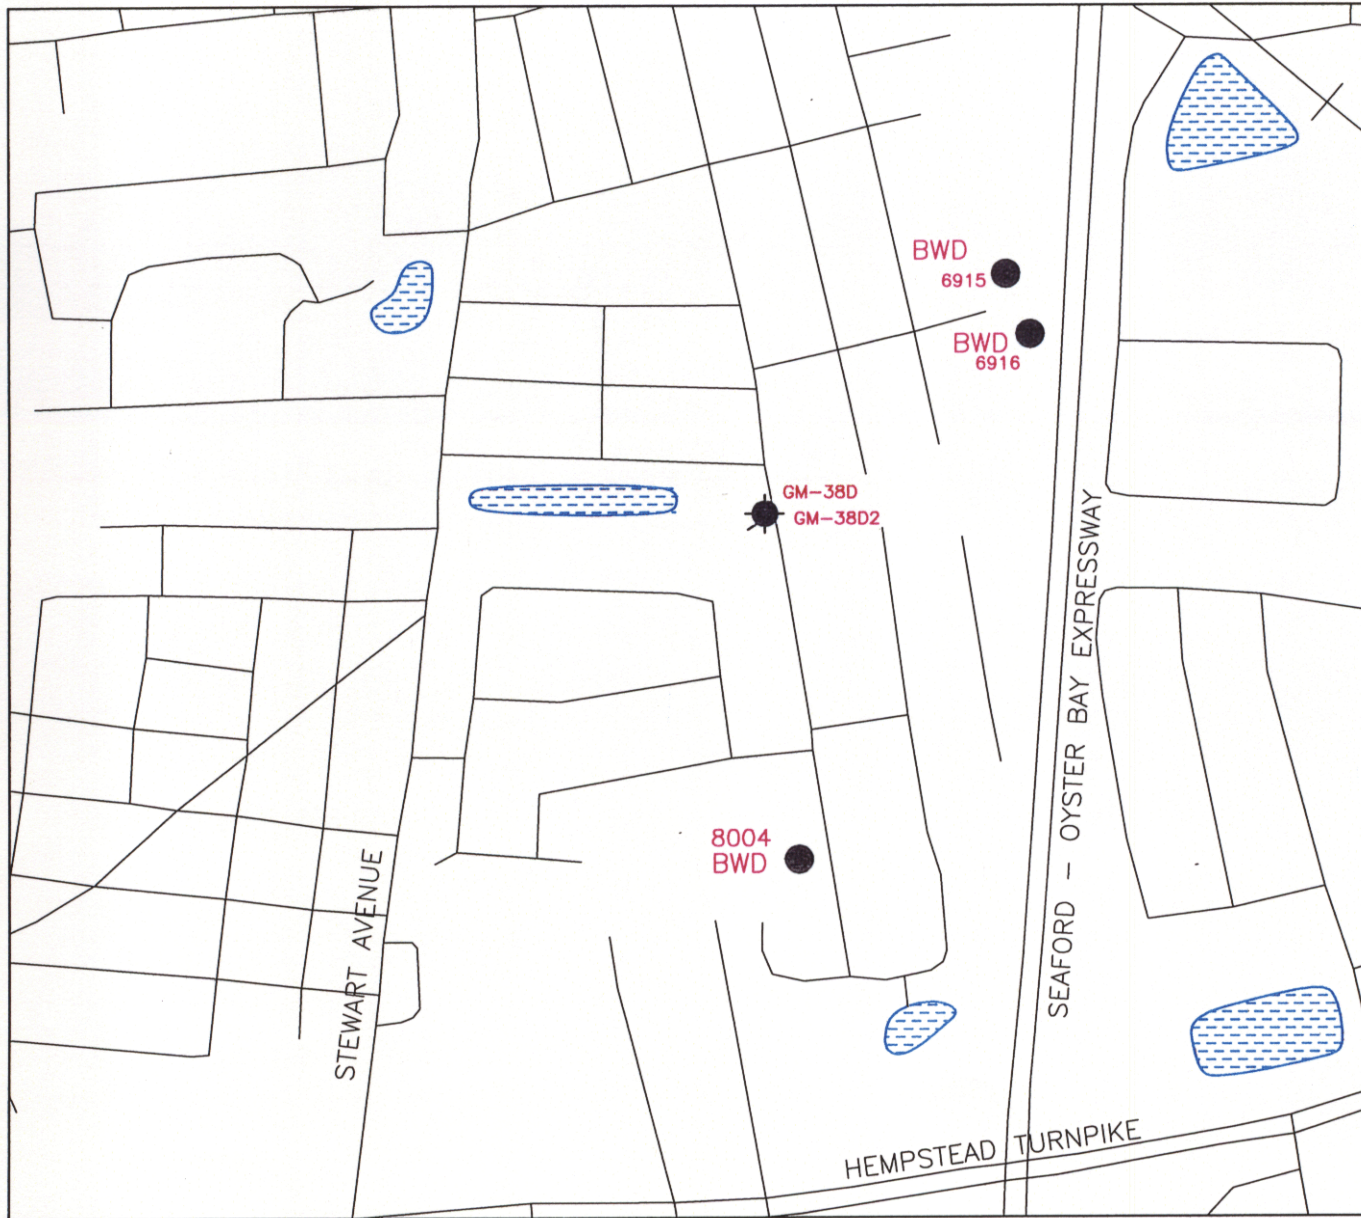 BWD
6915
BWD
6916
GM-38D
GM-38D2
8004
BWD
STEWART AVENUE
SEAFORD - OYSTER BAY EXPRESSWAY
HEMPSTEAD TURNPIKE